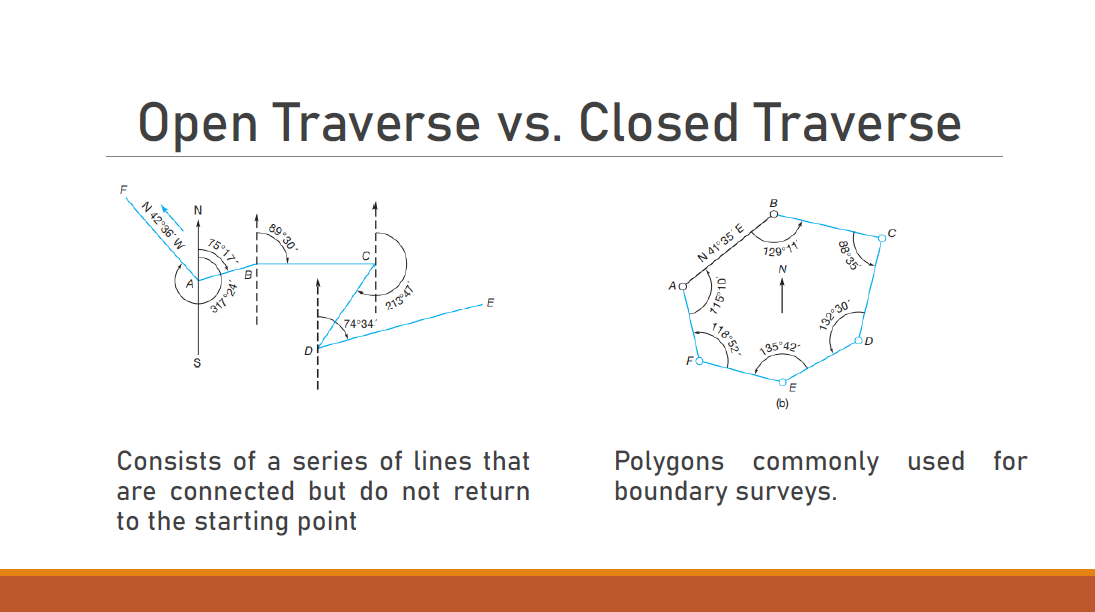 Open Traverse vs. Closed Traverse
F
N 42°36′ W
N
75°17′
A
317°24′
S
B
89°30′
C
213°47′
D
74°34′
E
B
N 41°35′ E
129°11′
C
88°35′
N
A
115°10′
132°30′
D
118°52′
135°42′
F
E
(b)
Consists of a series of lines that
are connected but do not return
to the starting point
Polygons commonly used for
boundary surveys.